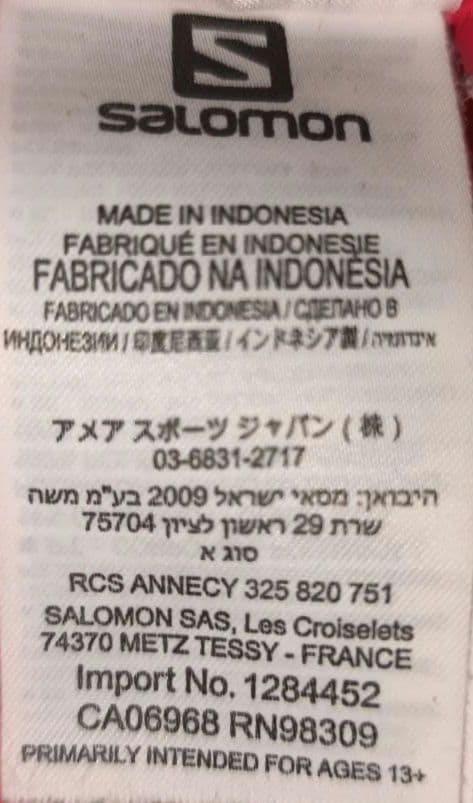 S
salomon
MADE IN INDONESIA
FABRIQUÉ EN INDONESIE
FABRICADO NA INDONÉSIA
FABRICADO EN INDONESIA / СДЕЛАНО В
ИНДОНЕЗИИ / 印度尼西亚 / インドネシア製 / אינדונזיה
アメア スポーツ ジャパン ( 株 )
03-6831-2717
היבואן: מסאי ישראל 2009 בע"מ משה
שרת 29 ראשון לציון 75704
סוג א
RCS ANNECY 325 820 751
SALOMON SAS, Les Croiselets
74370 METZ TESSY - FRANCE
Import No. 1284452
CA06968 RN98309
PRIMARILY INTENDED FOR AGES 13+